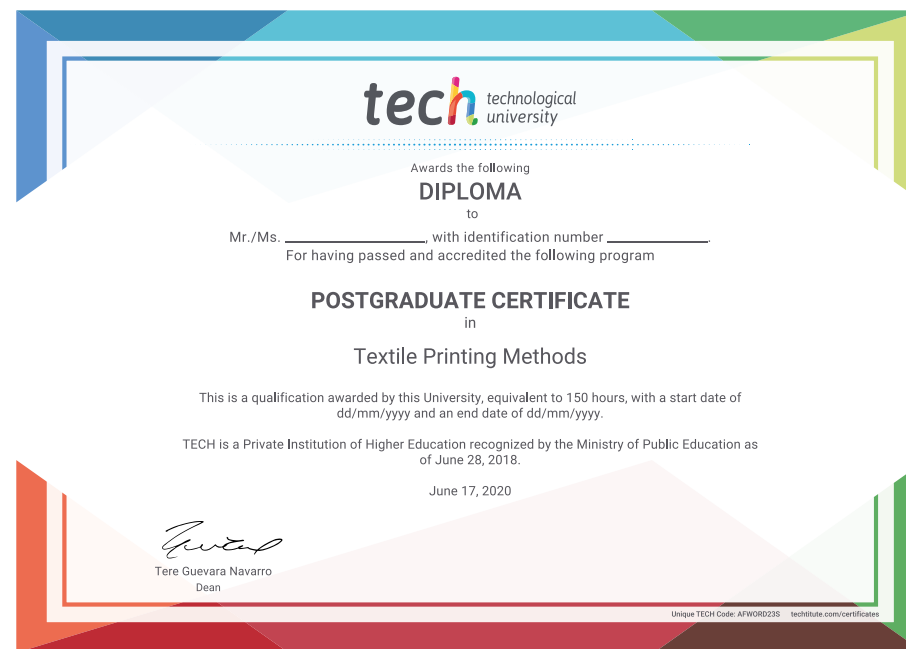 tech technological
university
Awards the following
DIPLOMA
to
Mr./Ms. ____________________, with identification number ______________.
For having passed and accredited the following program
POSTGRADUATE CERTIFICATE
in
Textile Printing Methods
This is a qualification awarded by this University, equivalent to 150 hours, with a start date of
dd/mm/yyyy and an end date of dd/mm/yyyy.
TECH is a Private Institution of Higher Education recognized by the Ministry of Public Education as
of June 28, 2018.
June 17, 2020
Tere Guevara Navarro
Dean
Unique TECH Code: AFWORD23S techtitute.com/certificates